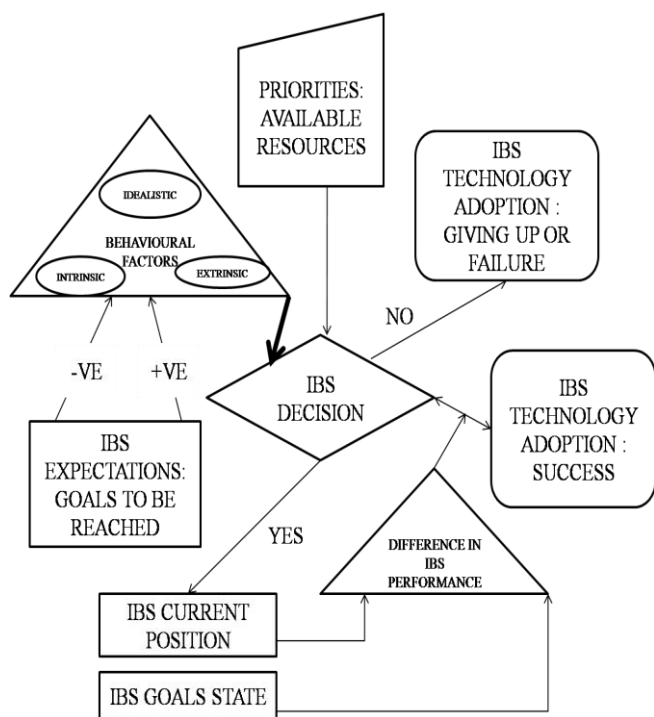 PRIORITIES:
AVAILABLE
RESOURCES
IBS
TECHNOLOGY
ADOPTION :
GIVING UP OR
FAILURE
IDEALISTIC
BEHAVIOURAL
FACTORS
INTRINSIC
EXTRINSIC
NO
-VE
+VE
IBS
DECISION
IBS
TECHNOLOGY
ADOPTION :
SUCCESS
IBS
EXPECTATIONS:
GOALS TO BE
REACHED
YES
DIFFERENCE IN
IBS
PERFORMANCE
IBS CURRENT
POSITION
IBS GOALS STATE